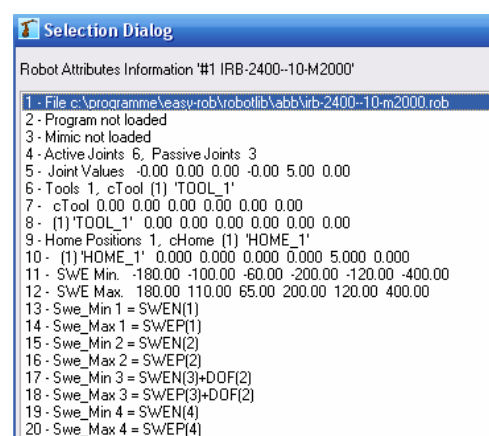 Selection Dialog
Robot Attributes Information '#1 IRB-2400--10-M2000'
1 - File c:\programme\easy-rob\robotlib\abb\irb-2400--10-m2000.rob
2 - Program not loaded
3 - Mimic not loaded
4 - Active Joints 6, Passive Joints 3
5 - Joint Values -0.00 0.00 0.00 -0.00 5.00 0.00
6 - Tools 1, cTool (1) 'TOOL_1'
7 - cTool 0.00 0.00 0.00 0.00 0.00 0.00
8 - (1) 'TOOL_1' 0.00 0.00 0.00 0.00 0.00 0.00
9 - Home Positions 1, cHome (1) 'HOME_1'
10 - (1) 'HOME_1' 0.000 0.000 0.000 0.000 5.000 0.000
11 - SWE Min. -180.00 -100.00 -60.00 -200.00 -120.00 -400.00
12 - SWE Max. 180.00 110.00 65.00 200.00 120.00 400.00
13 - Swe_Min 1 = SWEN(1)
14 - Swe_Max 1 = SWEP(1)
15 - Swe_Min 2 = SWEN(2)
16 - Swe_Max 2 = SWEP(2)
17 - Swe_Min 3 = SWEN(3)+DOF(2)
18 - Swe_Max 3 = SWEP(3)+DOF(2)
19 - Swe_Min 4 = SWEN(4)
20 - Swe_Max 4 = SWEP(4)